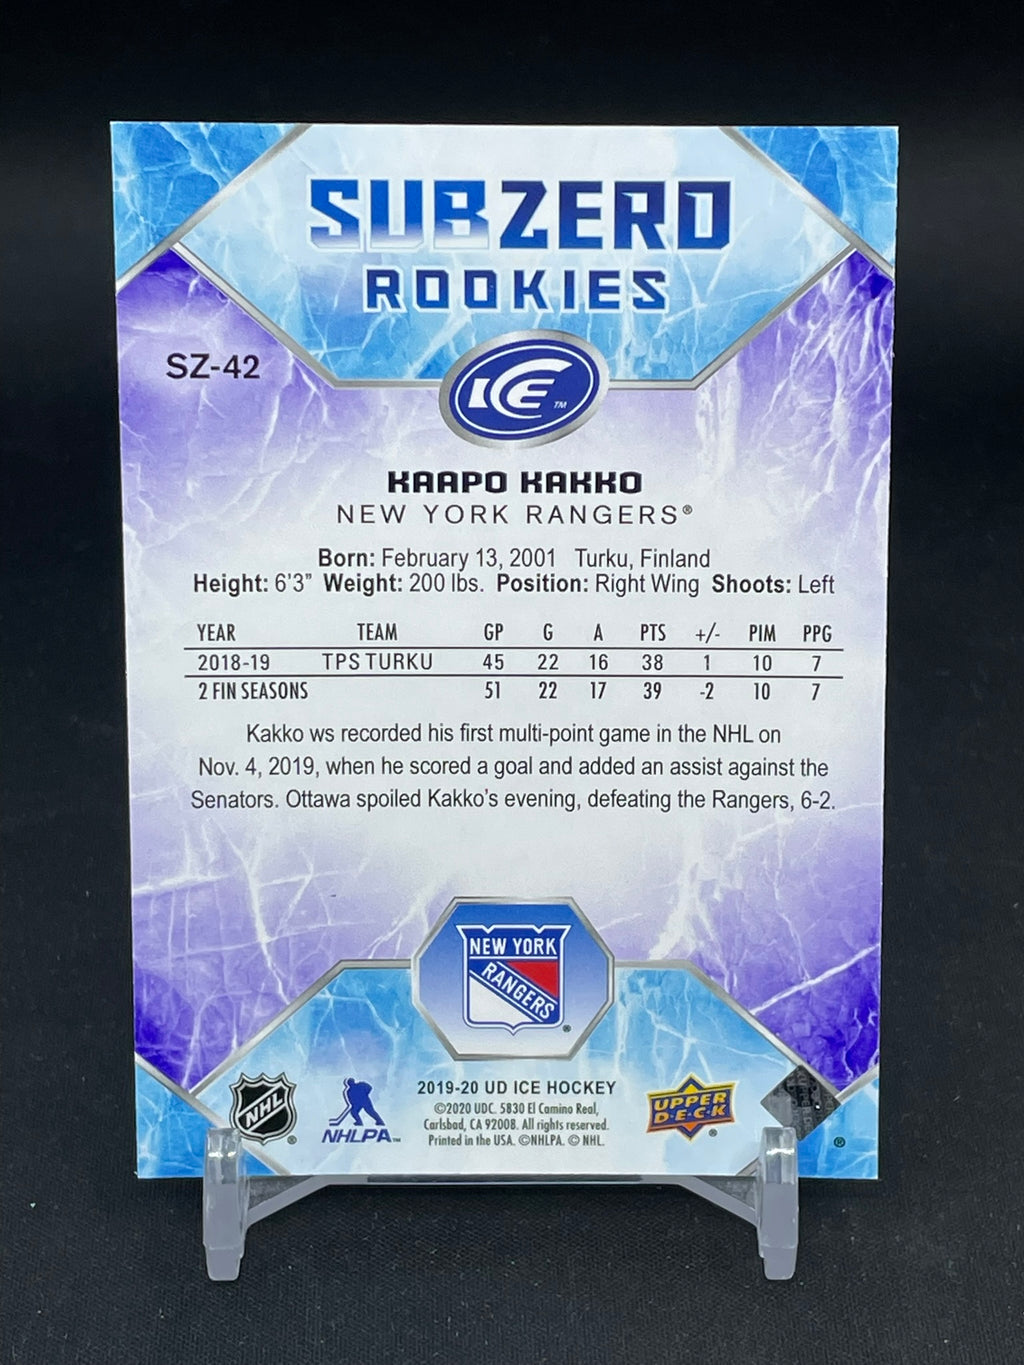 SUBZERO
ROOKIES
SZ-42
ICE™
KAAPO KAKKO
NEW YORK RANGERS®
Born: February 13, 2001 Turku, Finland
Height: 6'3" Weight: 200 lbs. Position: Right Wing Shoots: Left
YEAR TEAM GP G A PTS +/- PIM PPG
2018-19 TPS TURKU 45 22 16 38 1 10 7
2 FIN SEASONS 51 22 17 39 -2 10 7
Kakko ws recorded his first multi-point game in the NHL on
Nov. 4, 2019, when he scored a goal and added an assist against the
Senators. Ottawa spoiled Kakko's evening, defeating the Rangers, 6-2.
NEW YORK
RANGERS
®
NHL ®
NHLPA™
2019-20 UD ICE HOCKEY
©2020 UDC. 5830 El Camino Real,
Carlsbad, CA 92008. All rights reserved.
Printed in the USA. ©NHLPA. © NHL.
UPPER
DECK
®
®